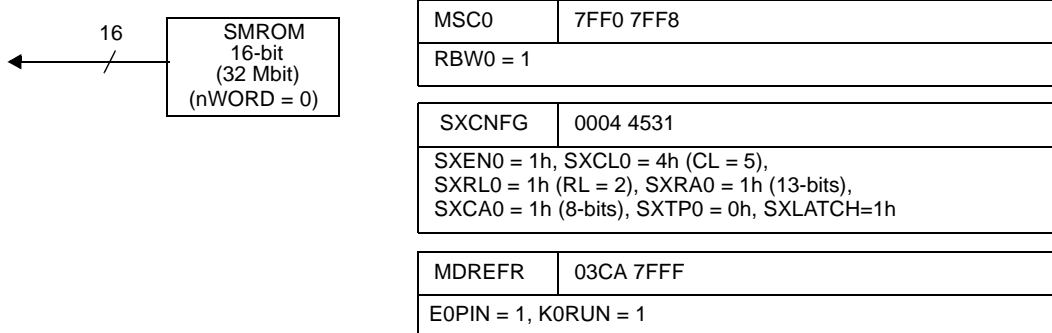 16
SMROM
16-bit
(32 Mbit)
(nWORD = 0)
MSC0 7FF0 7FF8
RBW0 = 1
SXCNFG 0004 4531
SXEN0 = 1h, SXCL0 = 4h (CL = 5),
SXRL0 = 1h (RL = 2), SXRA0 = 1h (13-bits),
SXCA0 = 1h (8-bits), SXTP0 = 0h, SXLATCH=1h
MDREFR 03CA 7FFF
E0PIN = 1, K0RUN = 1